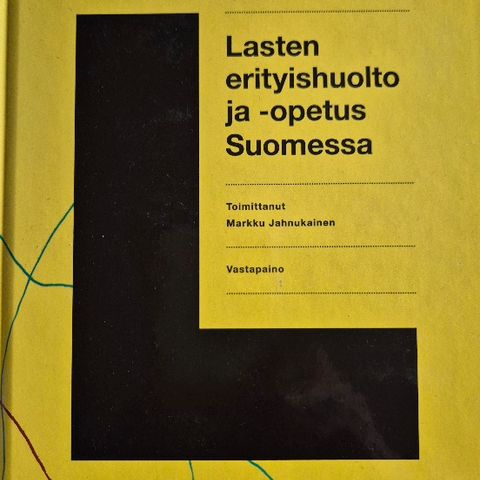 Lasten
erityishuolto
ja -opetus
Suomessa
Toimittanut
Markku Jahnukainen
Vastapaino